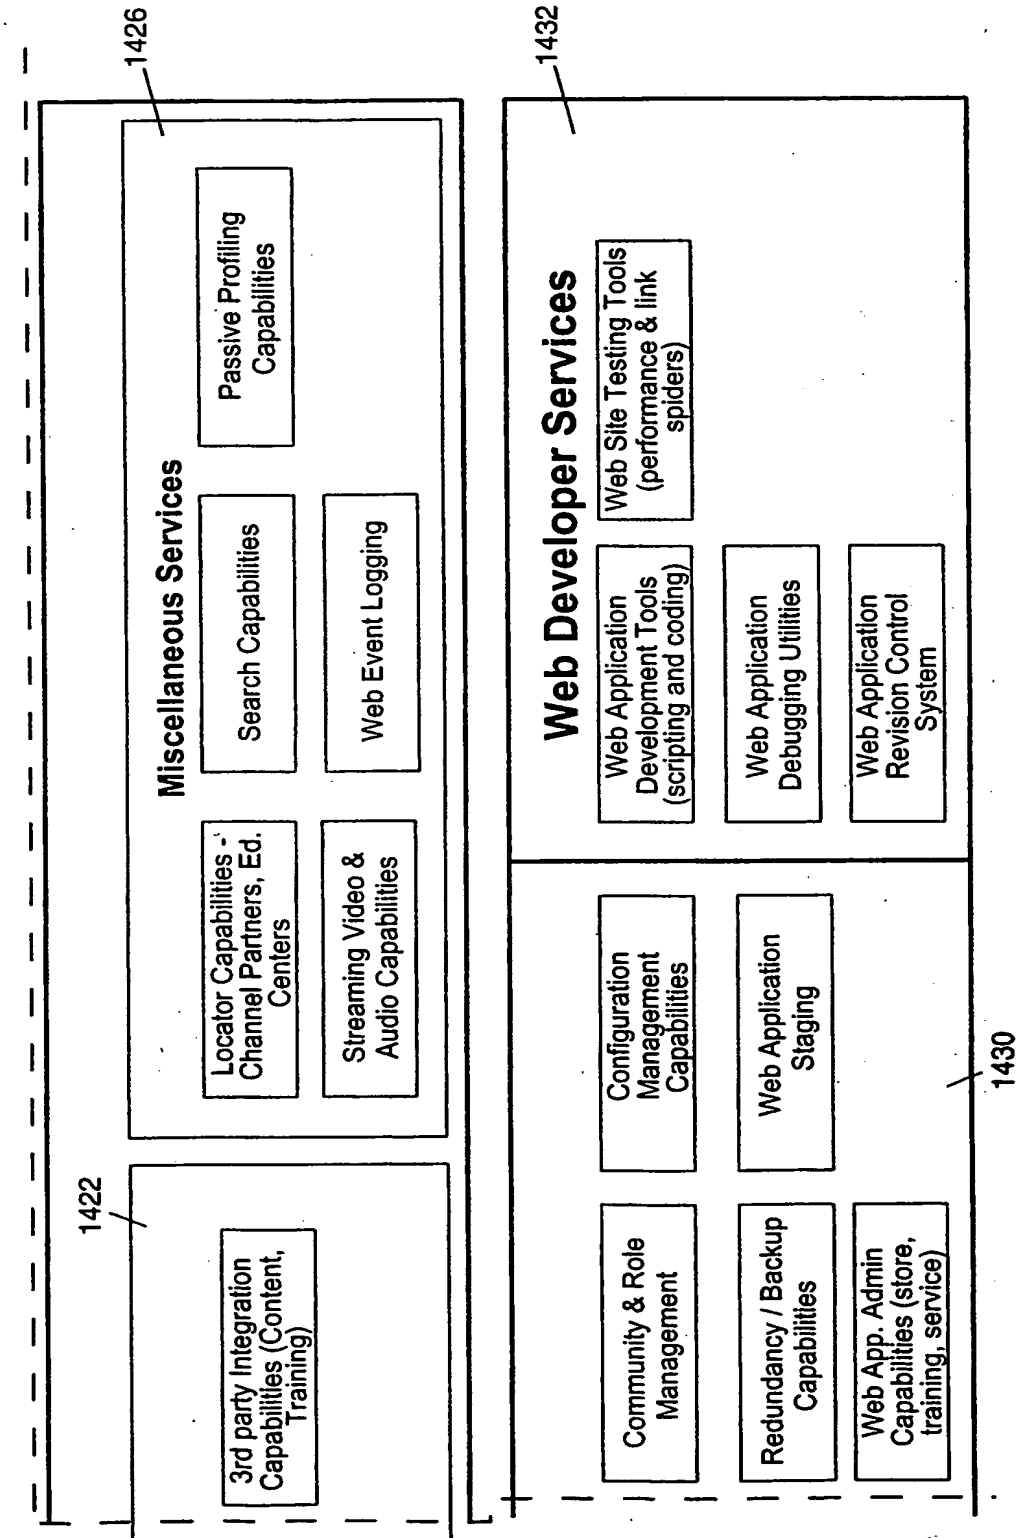 1426
Miscellaneous Services
Locator Capabilities -
Channel Partners, Ed.
Centers
Search Capabilities
Passive Profiling
Capabilities
Streaming Video &
Audio Capabilities
Web Event Logging
1422
3rd party Integration
Capabilities (Content,
Training)
1432
Web Developer Services
Web Application
Development Tools
(scripting and coding)
Web Site Testing Tools
(performance & link
spiders)
Web Application
Debugging Utilities
Web Application
Revision Control
System
Community & Role
Management
Configuration
Management
Capabilities
Redundancy / Backup
Capabilities
Web Application
Staging
Web App. Admin
Capabilities (store,
training, service)
1430